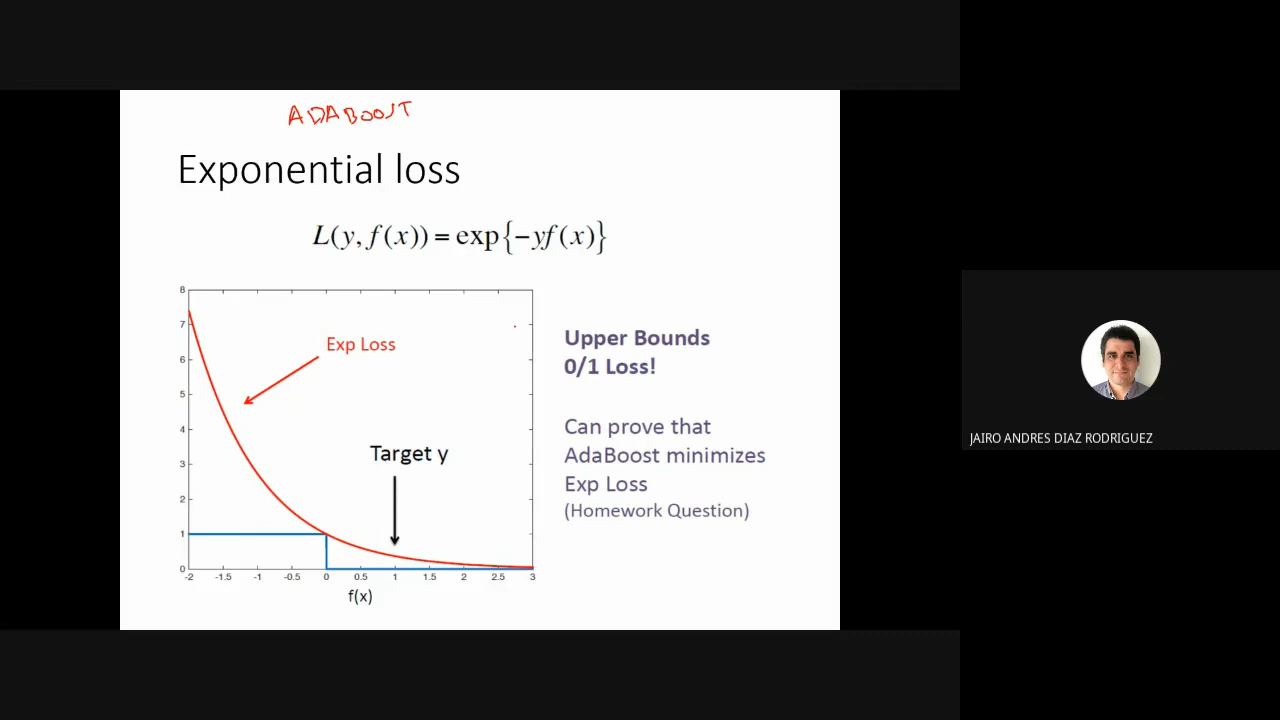 ADABOOST
Exponential loss
L(y, f(x)) = exp{−yf(x)}
8
7
6
5
4
3
2
1
0
Exp Loss
Target y
-2 -1.5 -1 -0.5 0 0.5 1 1.5 2 2.5 3
f(x)
Upper Bounds
0/1 Loss!
Can prove that
AdaBoost minimizes
Exp Loss
(Homework Question)
JAIRO ANDRES DIAZ RODRIGUEZ